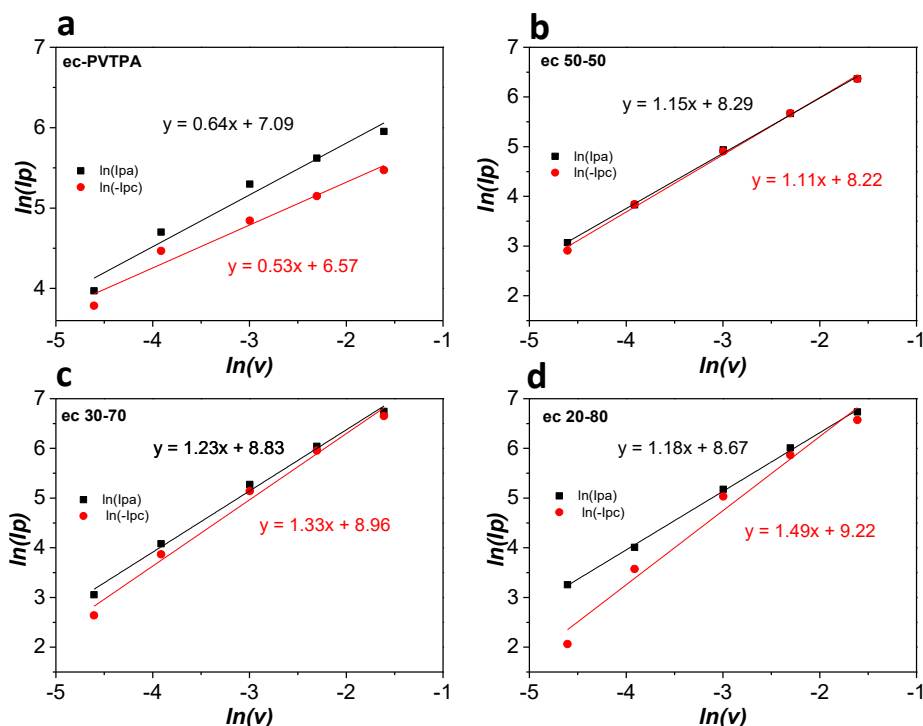 a
ec-PVTPA
7
6
5
4
y = 0.64x + 7.09
ln(Ipa)
ln(-Ipc)
y = 0.53x + 6.57
-5 -4 -3 -2 -1
ln(v)
ln(Ip)
b
ec 50-50
7
6
5
4
3
2
y = 1.15x + 8.29
ln(Ipa)
ln(-Ipc)
y = 1.11x + 8.22
-5 -4 -3 -2 -1
ln(v)
ln(Ip)
c
ec 30-70
7
6
5
4
3
2
y = 1.23x + 8.83
ln(Ipa)
ln(-Ipc)
y = 1.33x + 8.96
-5 -4 -3 -2 -1
ln(v)
ln(Ip)
d
ec 20-80
7
6
5
4
3
2
y = 1.18x + 8.67
ln(Ipa)
ln(-Ipc)
y = 1.49x + 9.22
-5 -4 -3 -2 -1
ln(v)
ln(Ip)